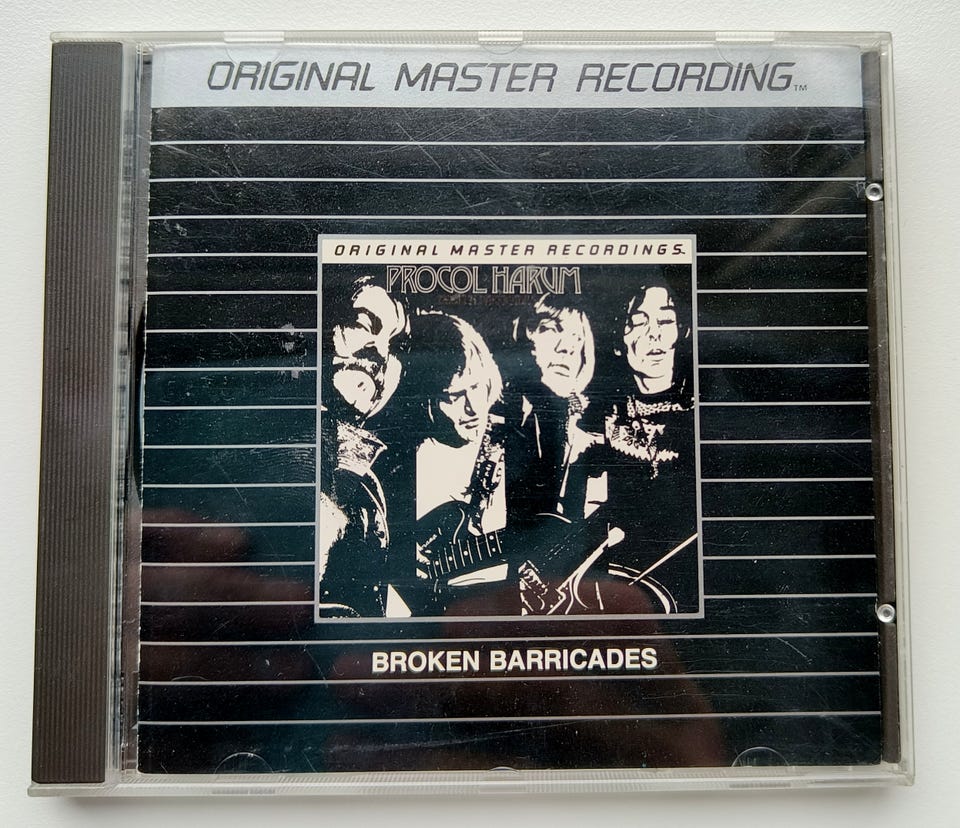 ORIGINAL MASTER RECORDING™
ORIGINAL MASTER RECORDINGS
PROCOL HARUM
BROKEN BARRICADES